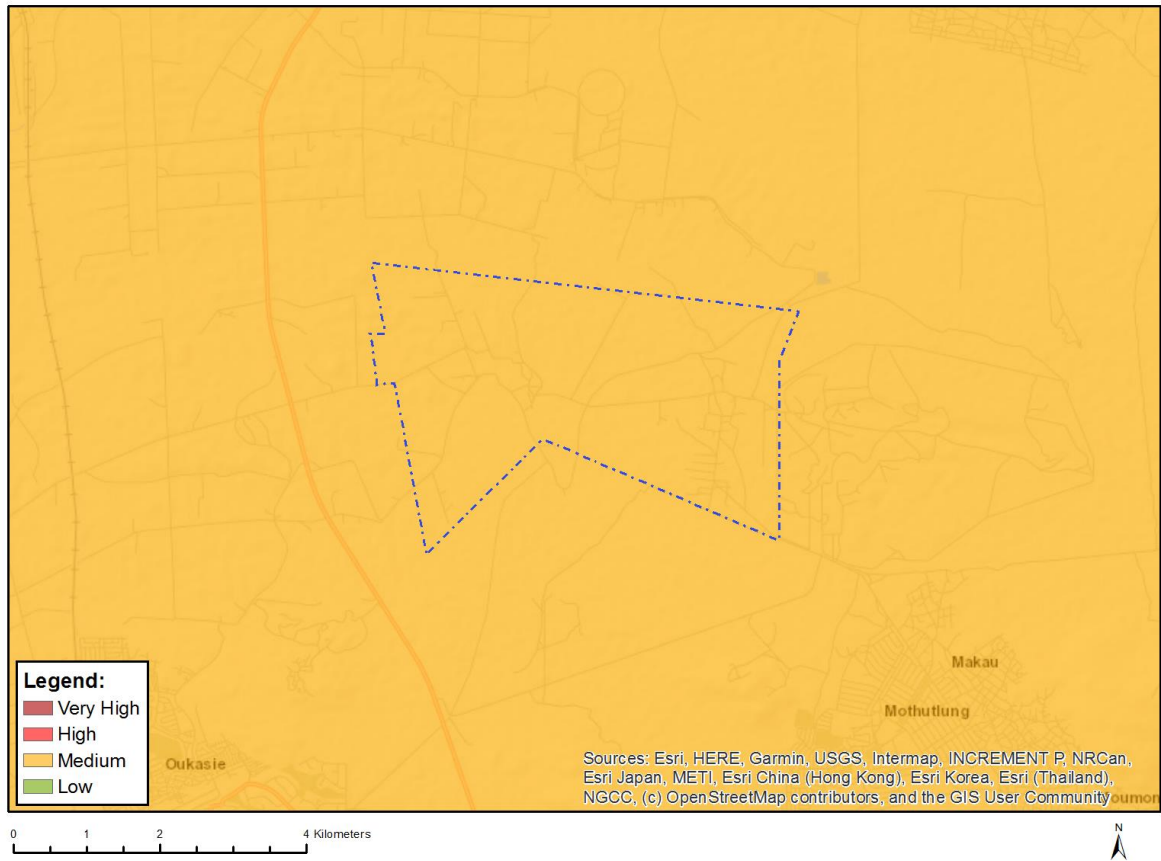 Makau
Mothutlung
Oukasie
Legend:
Very High
High
Medium
Low
Sources: Esri, HERE, Garmin, USGS, Intermap, INCREMENT P, NRCan,
Esri Japan, METI, Esri China (Hong Kong), Esri Korea, Esri (Thailand),
NGCC, (c) OpenStreetMap contributors, and the GIS User Community
0 1 2 4 Kilometers
N